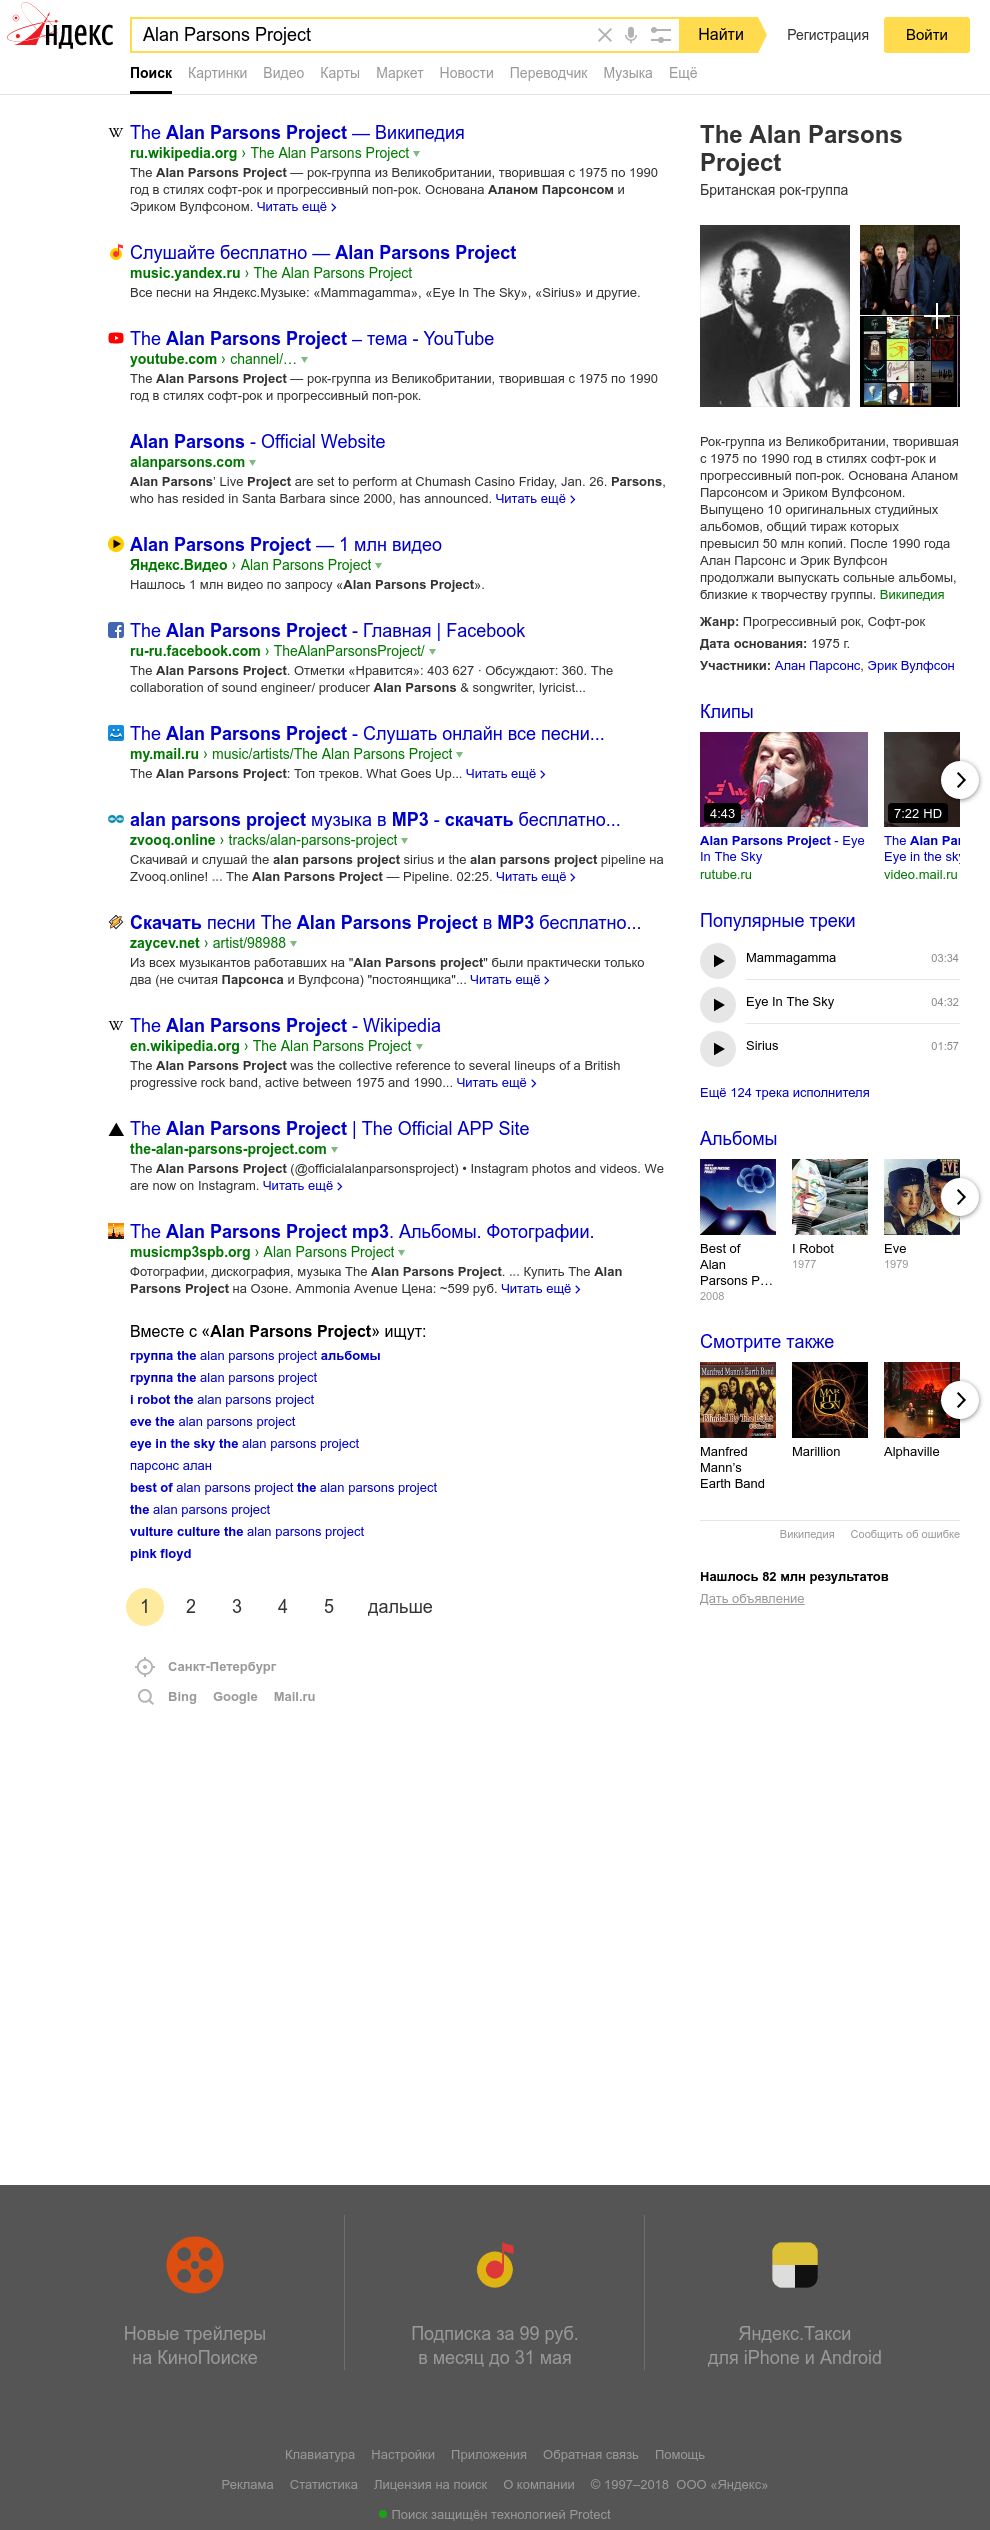 Яндекс
Alan Parsons Project
Найти
Регистрация
Войти
Поиск Картинки Видео Карты Маркет Новости Переводчик Музыка Ещё
The Alan Parsons Project — Википедия
ru.wikipedia.org › The Alan Parsons Project
The Alan Parsons Project — рок-группа из Великобритании, творившая с 1975 по 1990
год в стилях софт-рок и прогрессивный поп-рок. Основана Аланом Парсонсом и
Эриком Вулфсоном. Читать ещё
Слушайте бесплатно — Alan Parsons Project
music.yandex.ru › The Alan Parsons Project
Все песни на Яндекс.Музыке: «Mammagamma», «Eye In The Sky», «Sirius» и другие.
The Alan Parsons Project – тема - YouTube
youtube.com › channel/…
The Alan Parsons Project — рок-группа из Великобритании, творившая с 1975 по 1990
год в стилях софт-рок и прогрессивный поп-рок.
Alan Parsons - Official Website
alanparsons.com
Alan Parsons' Live Project are set to perform at Chumash Casino Friday, Jan. 26. Parsons,
who has resided in Santa Barbara since 2000, has announced. Читать ещё
Alan Parsons Project — 1 млн видео
Яндекс.Видео › Alan Parsons Project
Нашлось 1 млн видео по запросу «Alan Parsons Project».
The Alan Parsons Project - Главная | Facebook
ru-ru.facebook.com › TheAlanParsonsProject/
The Alan Parsons Project. Отметки «Нравится»: 403 627 · Обсуждают: 360. The
collaboration of sound engineer/ producer Alan Parsons & songwriter, lyricist...
The Alan Parsons Project - Слушать онлайн все песни...
my.mail.ru › music/artists/The Alan Parsons Project
The Alan Parsons Project: Топ треков. What Goes Up... Читать ещё
alan parsons project музыка в MP3 - скачать бесплатно...
zvooq.online › tracks/alan-parsons-project
Скачивай и слушай the alan parsons project sirius и the alan parsons project pipeline на
Zvooq.online! ... The Alan Parsons Project — Pipeline. 02:25. Читать ещё
Скачать песни The Alan Parsons Project в MP3 бесплатно...
zaycev.net › artist/98988
Из всех музыкантов работавших на "Alan Parsons project" были практически только
два (не считая Парсонса и Вулфсона) "постоянщика"... Читать ещё
The Alan Parsons Project - Wikipedia
en.wikipedia.org › The Alan Parsons Project
The Alan Parsons Project was the collective reference to several lineups of a British
progressive rock band, active between 1975 and 1990... Читать ещё
The Alan Parsons Project | The Official APP Site
the-alan-parsons-project.com
The Alan Parsons Project (@officialalanparsonsproject) • Instagram photos and videos. We
are now on Instagram. Читать ещё
The Alan Parsons Project mp3. Альбомы. Фотографии.
musicmp3spb.org › Alan Parsons Project
Фотографии, дискография, музыка The Alan Parsons Project. ... Купить The Alan
Parsons Project на Озоне. Ammonia Avenue Цена: ~599 руб. Читать ещё
Вместе с «Alan Parsons Project» ищут:
группа the alan parsons project альбомы
группа the alan parsons project
i robot the alan parsons project
eve the alan parsons project
eye in the sky the alan parsons project
парсонс алан
best of alan parsons project the alan parsons project
the alan parsons project
vulture culture the alan parsons project
pink floyd
1 2 3 4 5 дальше
Санкт-Петербург
Bing Google Mail.ru
The Alan Parsons
Project
Британская рок-группа
Рок-группа из Великобритании, творившая
с 1975 по 1990 год в стилях софт-рок и
прогрессивный поп-рок. Основана Аланом
Парсонсом и Эриком Вулфсоном.
Выпущено 10 оригинальных студийных
альбомов, общий тираж которых
превысил 50 млн копий. После 1990 года
Алан Парсонс и Эрик Вулфсон
продолжали выпускать сольные альбомы,
близкие к творчеству группы. Википедия
Жанр: Прогрессивный рок, Софт-рок
Дата основания: 1975 г.
Участники: Алан Парсонс, Эрик Вулфсон
Клипы
4:43
7:22 HD
Alan Parsons Project - Eye
In The Sky
rutube.ru
The Alan Par
Eye in the sky
video.mail.ru
Популярные треки
Mammagamma 03:34
Eye In The Sky 04:32
Sirius 01:57
Ещё 124 трека исполнителя
Альбомы
EVE
Best of
Alan
Parsons P…
2008
I Robot
1977
Eve
1979
Смотрите также
Manfred Mann's Earth Band
Blinded By The Light
MAR
ILL
ION
Manfred
Mann's
Earth Band
Marillion
Alphaville
Википедия Сообщить об ошибке
Нашлось 82 млн результатов
Дать объявление
Новые трейлеры
на КиноПоиске
Подписка за 99 руб.
в месяц до 31 мая
Яндекс.Такси
для iPhone и Android
Клавиатура Настройки Приложения Обратная связь Помощь
Реклама Статистика Лицензия на поиск О компании © 1997–2018 ООО «Яндекс»
Поиск защищён технологией Protect